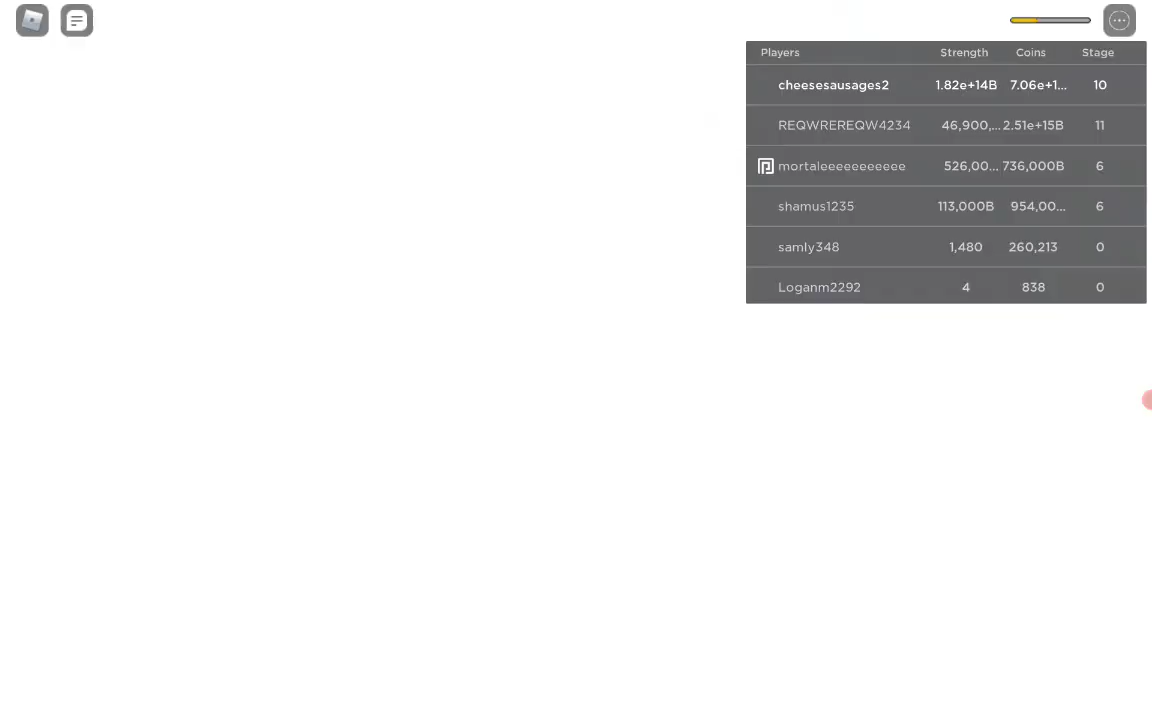 Players Strength Coins Stage
cheesesausages2 1.82e+14B 7.06e+1... 10
REQWREREQW4234 46,900,... 2.51e+15B 11
mortaleeeeeeeeeee 526,00... 736,000B 6
shamus1235 113,000B 954,00... 6
samly348 1,480 260,213 0
Loganm2292 4 838 0